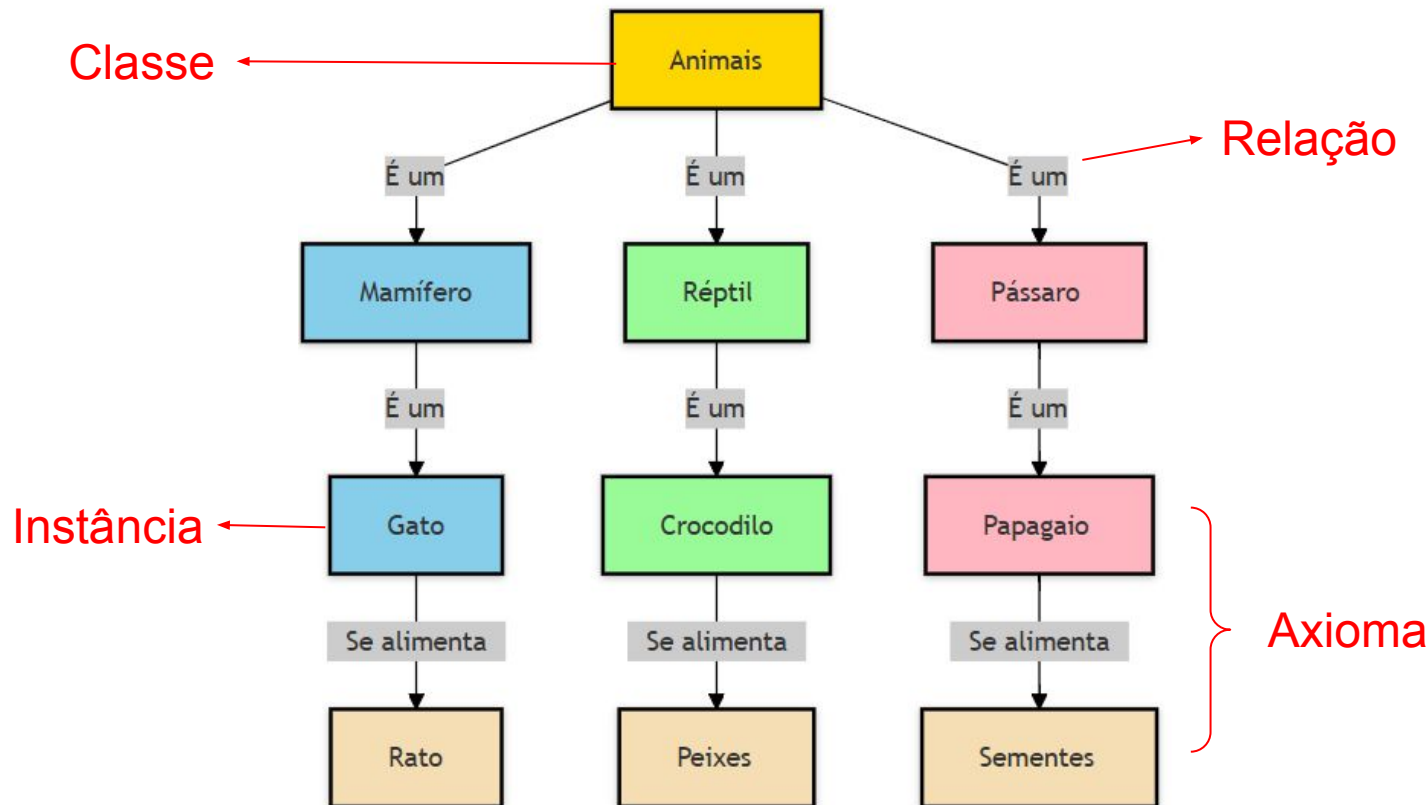 Classe
Animais
Relação
É um
É um
É um
Mamífero
Réptil
Pássaro
É um
É um
É um
Instância
Gato
Crocodilo
Papagaio
Se alimenta
Se alimenta
Se alimenta
Axioma
Rato
Peixes
Sementes